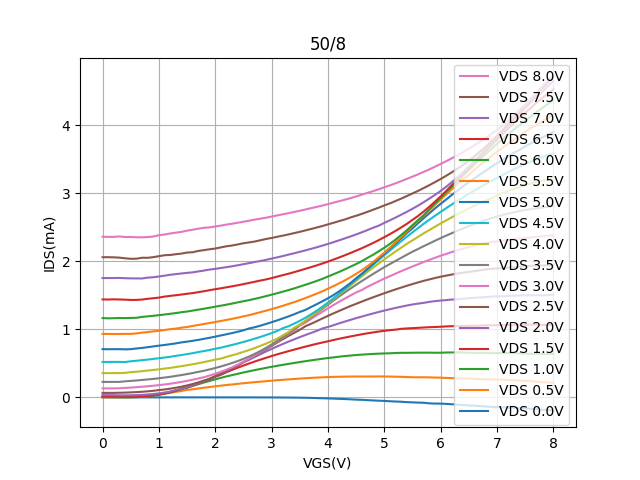 50/8
IDS(mA)
4
3
2
1
0
0 1 2 3 4 5 6 7 8
VGS(V)
VDS 8.0V
VDS 7.5V
VDS 7.0V
VDS 6.5V
VDS 6.0V
VDS 5.5V
VDS 5.0V
VDS 4.5V
VDS 4.0V
VDS 3.5V
VDS 3.0V
VDS 2.5V
VDS 2.0V
VDS 1.5V
VDS 1.0V
VDS 0.5V
VDS 0.0V